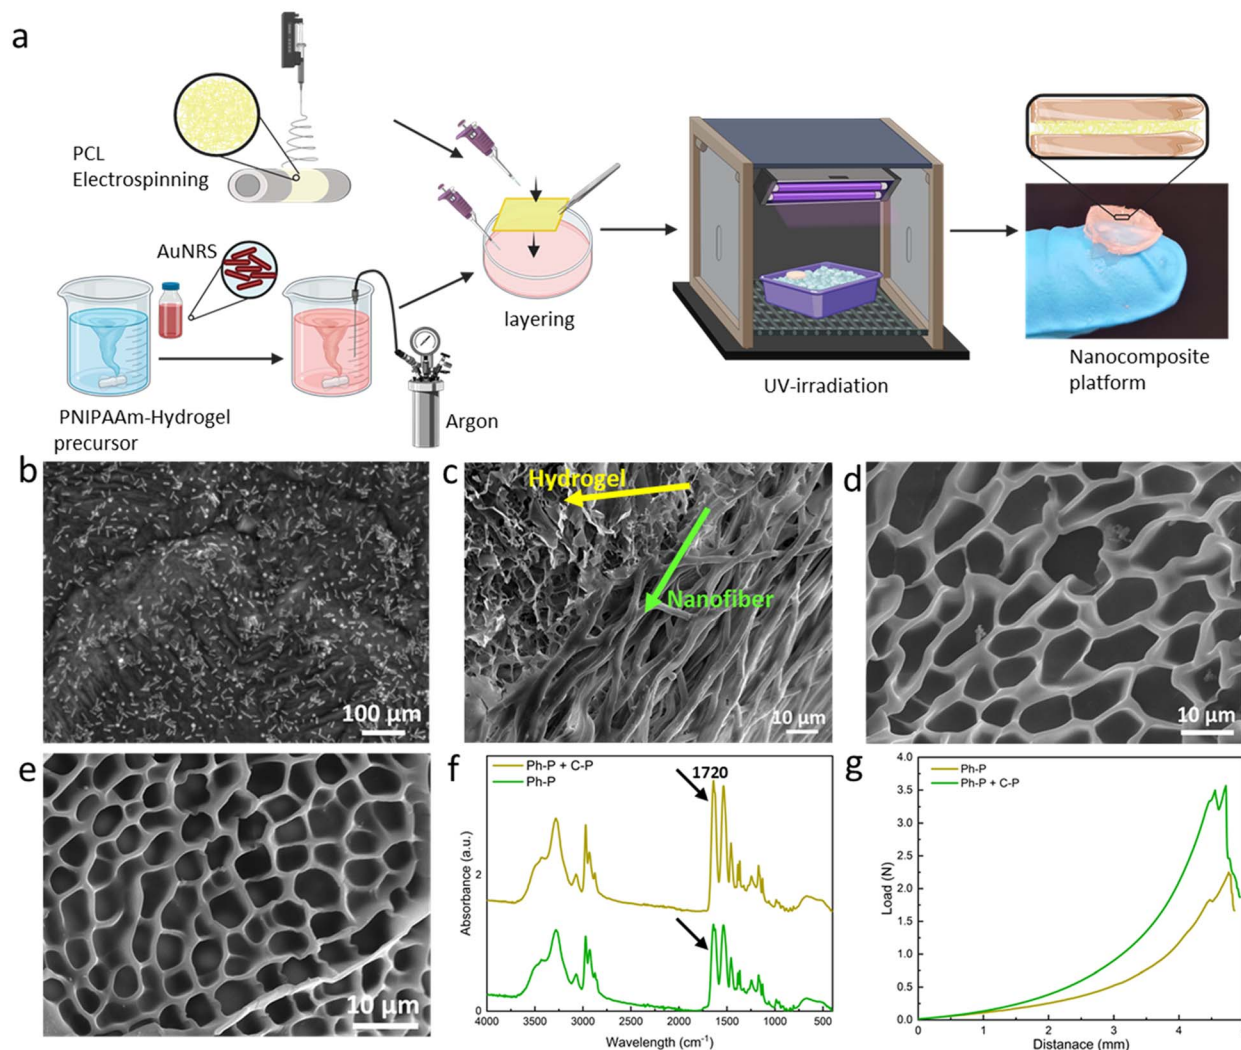 a
PCL
Electrospinning
AuNRS
PNIPAAm-Hydrogel
precursor
Argon
layering
UV-irradiation
Nanocomposite
platform
b
100 µm
c
Hydrogel
Nanofiber
10 µm
d
10 µm
e
10 µm
f
Ph-P + C-P
Ph-P
1720
Absorbance (a.u.)
2
0
4000 3500 3000 2500 2000 1500 1000 500
Wavelength (cm⁻¹)
g
Ph-P
Ph-P + C-P
Load (N)
4.0
3.5
3.0
2.5
2.0
1.5
1.0
0.5
0.0
0 1 2 3 4
Distanace (mm)